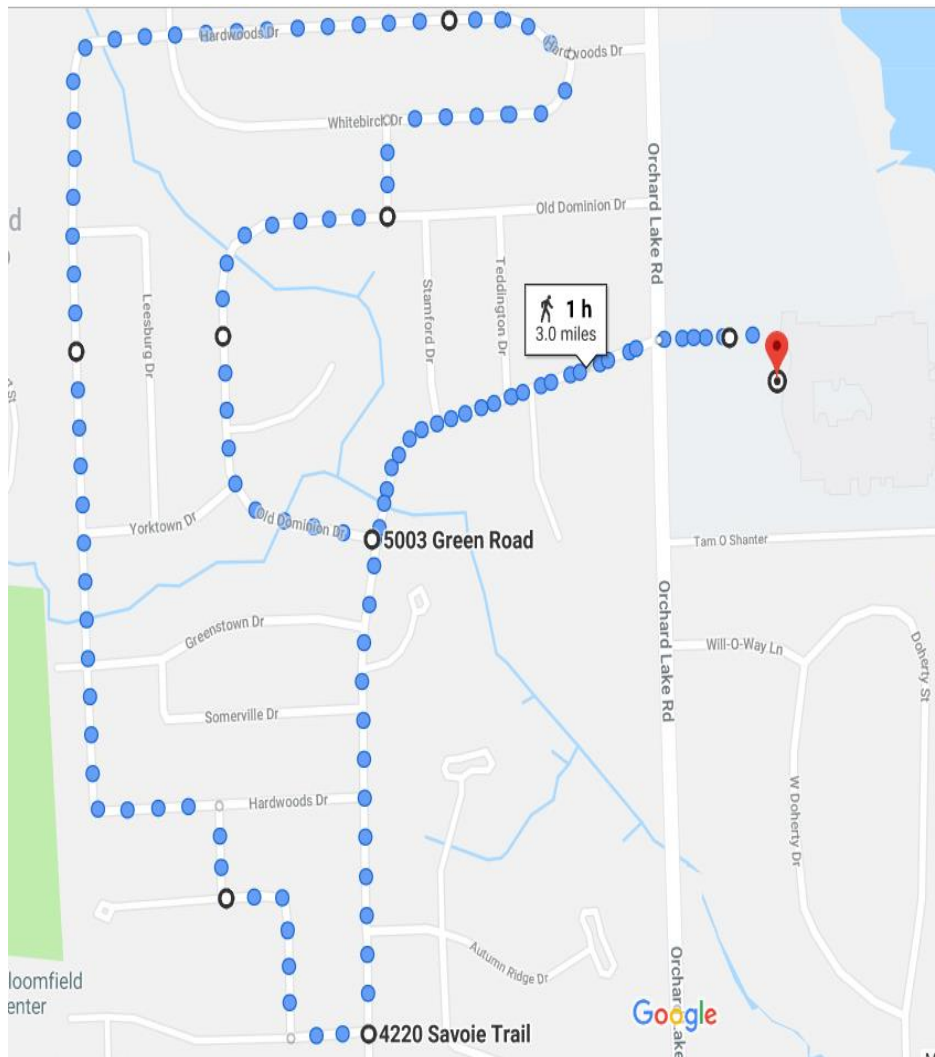 Hardwoods Dr
Hardwoods Dr
Whitebirch Dr
Orchard Lake Rd
Old Dominion Dr
d
Leesburg Dr
Stamford Dr
Teddington Dr
1 h
3.0 miles
St
Yorktown Dr
Old Dominion Dr
5003 Green Road
Tam O Shanter
Greenstown Dr
Orchard Lake Rd
Will-O-Way Ln
Doherty St
Somerville Dr
Hardwoods Dr
W Doherty Dr
Autumn Ridge Dr
loomfield
enter
Orchard Lake
Google
4220 Savoie Trail